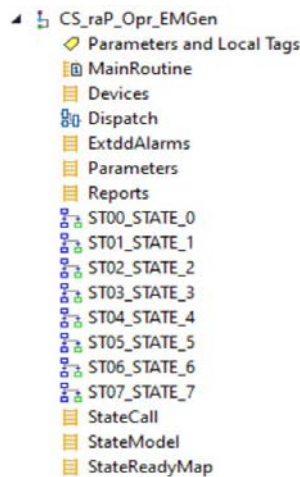 CS_raP_Opr_EMGen
Parameters and Local Tags
MainRoutine
Devices
Dispatch
ExtddAlarms
Parameters
Reports
ST00_STATE_0
ST01_STATE_1
ST02_STATE_2
ST03_STATE_3
ST04_STATE_4
ST05_STATE_5
ST06_STATE_6
ST07_STATE_7
StateCall
StateModel
StateReadyMap